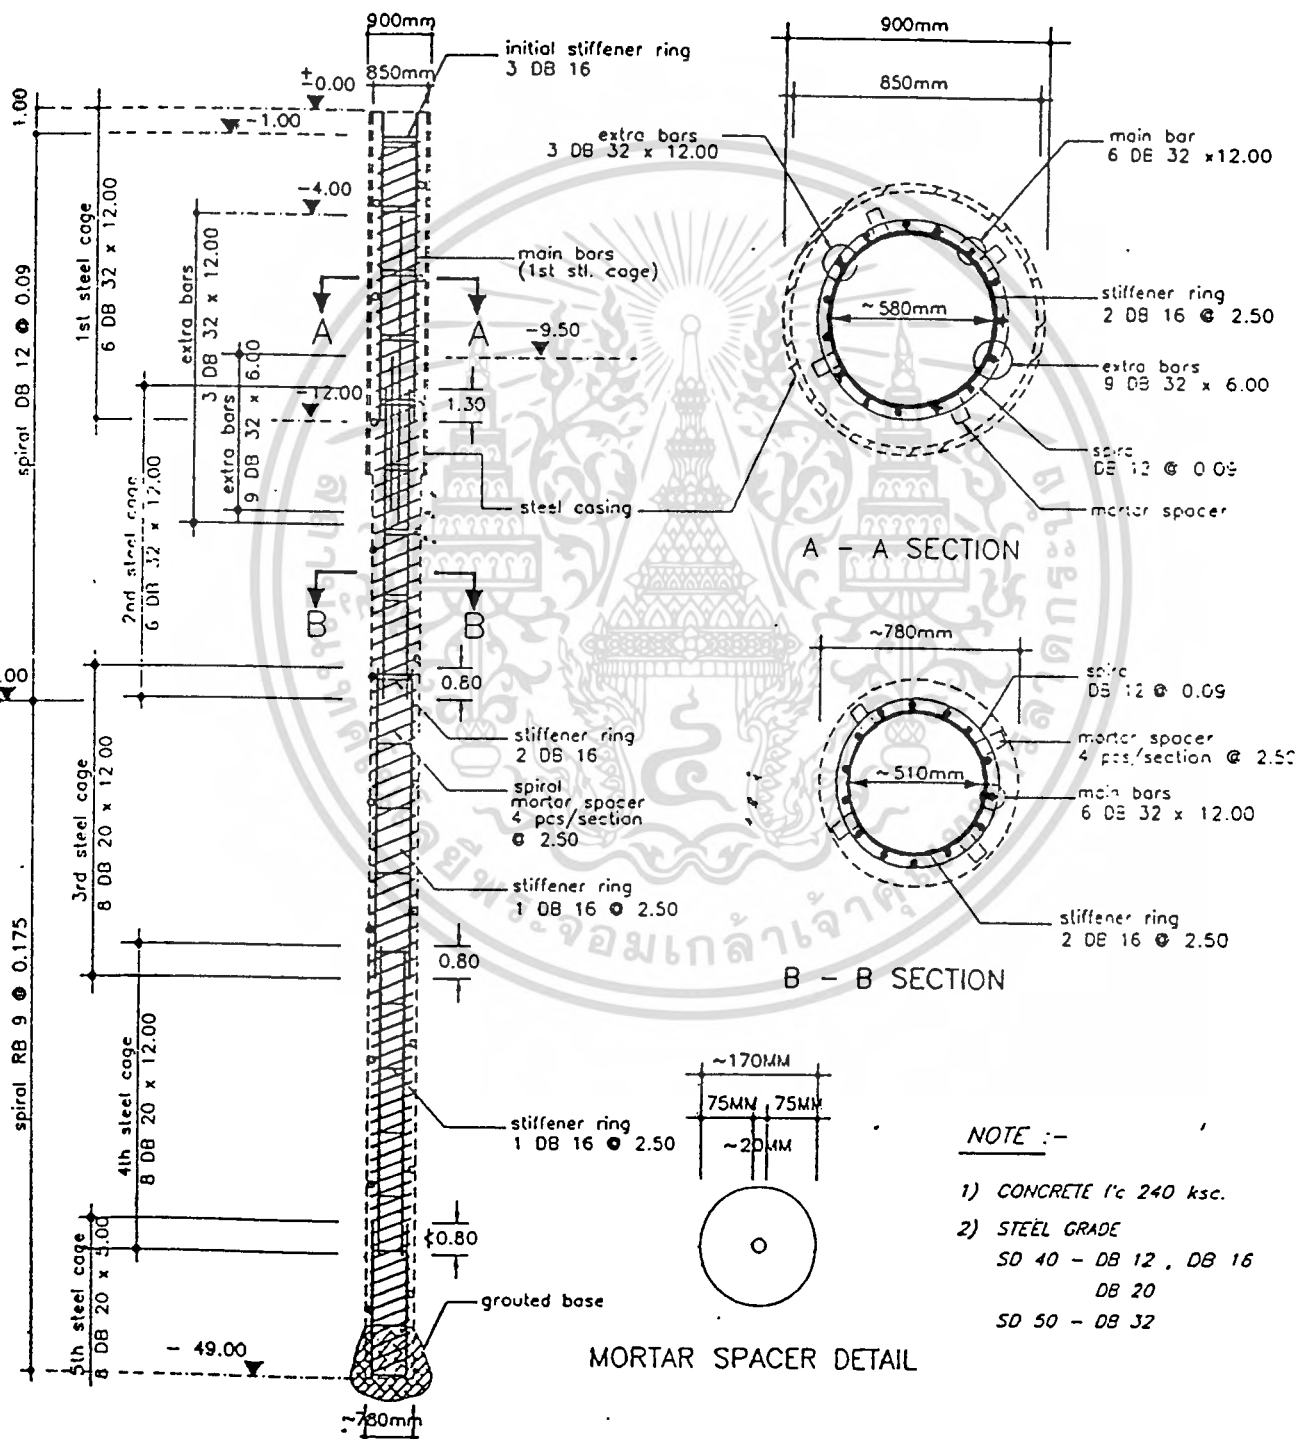 900mm
initial stiffener ring
3 DB 16
850mm
±0.00
1.00
-1.00
-4.00
1st steel cage
6 DB 32 x 12.00
extra bars
3 DB 32 x 12.00
extra bars
9 DB 32 x 6.00
spiral DB 12 @ 0.09
main bars
(1st stl. cage)
A
A
-9.50
-12.00
1.30
2nd steel cage
6 DB 32 x 12.00
steel casing
B
B
.00
0.80
stiffener ring
2 DB 16
spiral
mortar spacer
4 pcs/section
@ 2.50
3rd steel cage
8 DB 20 x 12.00
stiffener ring
1 DB 16 @ 2.50
0.80
spiral RB 9 @ 0.175
4th steel cage
8 DB 20 x 12.00
stiffener ring
1 DB 16 @ 2.50
0.80
5th steel cage
8 DB 20 x 5.00
grouted base
- 49.00
~780mm
900mm
850mm
extra bars
3 DB 32 x 12.00
main bar
6 DB 32 x12.00
~580mm
stiffener ring
2 DB 16 @ 2.50
extra bars
9 DB 32 x 6.00
DB 12 @ 0.09
mortar spacer
A - A SECTION
~780mm
DB 12 @ 0.09
mortar spacer
4 pcs/section @ 2.50
~510mm
main bars
6 DB 32 x 12.00
stiffener ring
2 DB 16 @ 2.50
B - B SECTION
~170MM
75MM 75MM
~20MM
MORTAR SPACER DETAIL
NOTE :-
1) CONCRETE f'c 240 ksc.
2) STEEL GRADE
SD 40 - DB 12 , DB 16
DB 20
SD 50 - DB 32